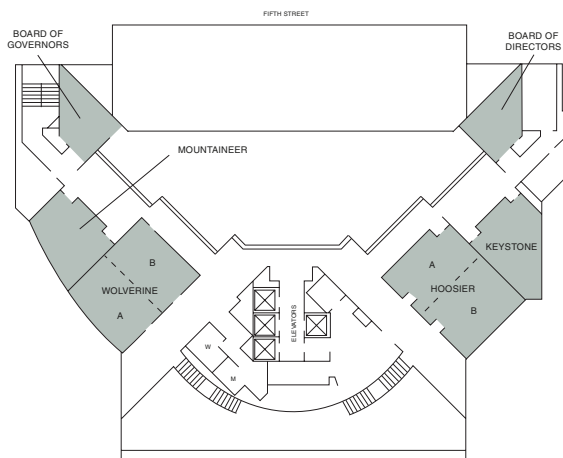 FIFTH STREET
BOARD OF
GOVERNORS
BOARD OF
DIRECTORS
MOUNTAINEER
KEYSTONE
B
A
WOLVERINE
HOOSIER
A
B
ELEVATORS
W
M